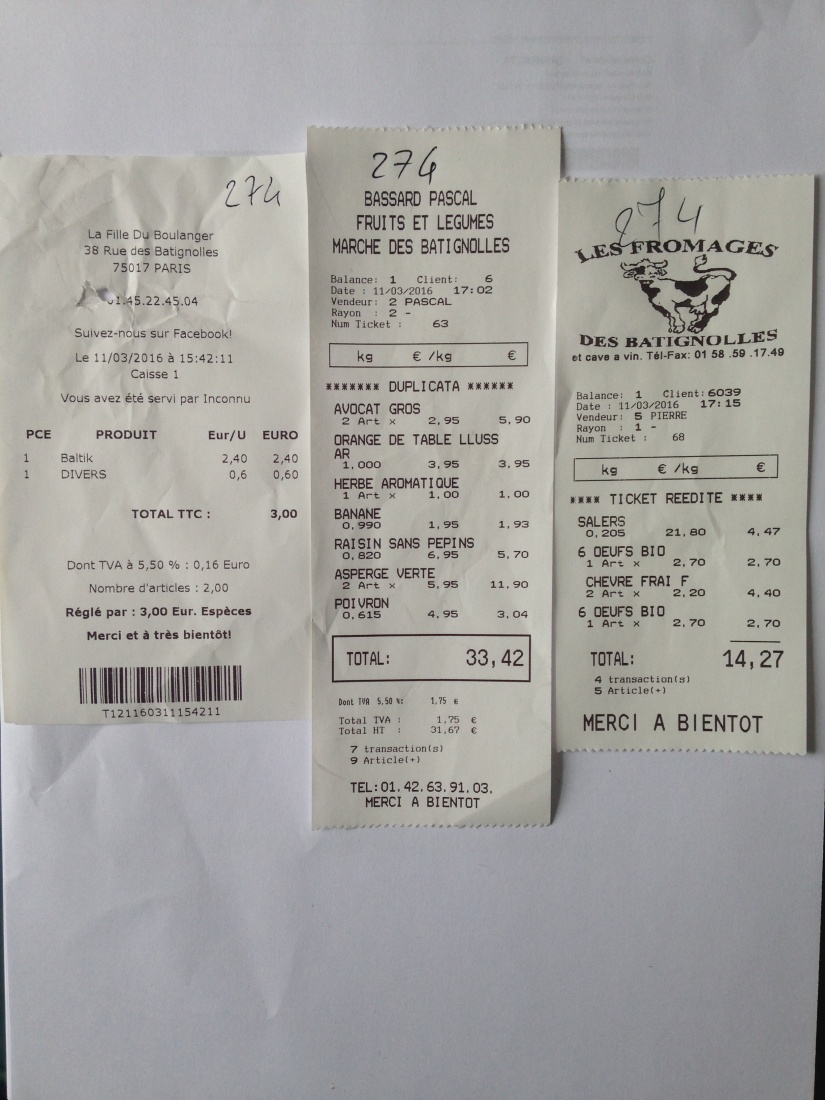 274
La Fille Du Boulanger
38 Rue des Batignolles
75017 PARIS
01.45.22.45.04
Suivez-nous sur Facebook!
Le 11/03/2016 à 15:42:11
Caisse 1
Vous avez été servi par Inconnu
PCE PRODUIT Eur/U EURO
1 Baltik 2,40 2,40
1 DIVERS 0,6 0,60
TOTAL TTC : 3,00
Dont TVA à 5,50 % : 0,16 Euro
Nombre d'articles : 2,00
Réglé par : 3,00 Eur. Espèces
Merci et à très bientôt!
T121160311154211
274
BASSARD PASCAL
FRUITS ET LEGUMES
MARCHE DES BATIGNOLLES
Balance: 1 Client: 6
Date : 11/03/2016 17:02
Vendeur: 2 PASCAL
Rayon : 2 -
Num Ticket : 63
kg € /kg €
******* DUPLICATA ******
AVOCAT GROS
2 Art x 2,95 5,90
ORANGE DE TABLE LLUSS
AR
1,000 3,95 3,95
HERBE AROMATIQUE
1 Art x 1,00 1,00
BANANE
0,990 1,95 1,93
RAISIN SANS PEPINS
0,820 6,95 5,70
ASPERGE VERTE
2 Art x 5,95 11,90
POIVRON
0,615 4,95 3,04
TOTAL: 33,42
Dont TVA 5,50 %: 1,75 €
Total TVA : 1,75 €
Total HT : 31,67 €
7 transaction(s)
9 Article(+)
TEL:01.42.63.91.03.
MERCI A BIENTOT
274
LES FROMAGES
DES BATIGNOLLES
et cave a vin. Tél-Fax: 01 58 .59 .17.49
Balance: 1 Client: 6039
Date : 11/03/2016 17:15
Vendeur: 5 PIERRE
Rayon : 1 -
Num Ticket : 68
kg € /kg €
**** TICKET REEDITE ****
SALERS
0,205 21,80 4,47
6 OEUFS BIO
1 Art x 2,70 2,70
CHEVRE FRAI F
2 Art x 2,20 4,40
6 OEUFS BIO
1 Art x 2,70 2,70
TOTAL: 14,27
4 transaction(s)
5 Article(+)
MERCI A BIENTOT